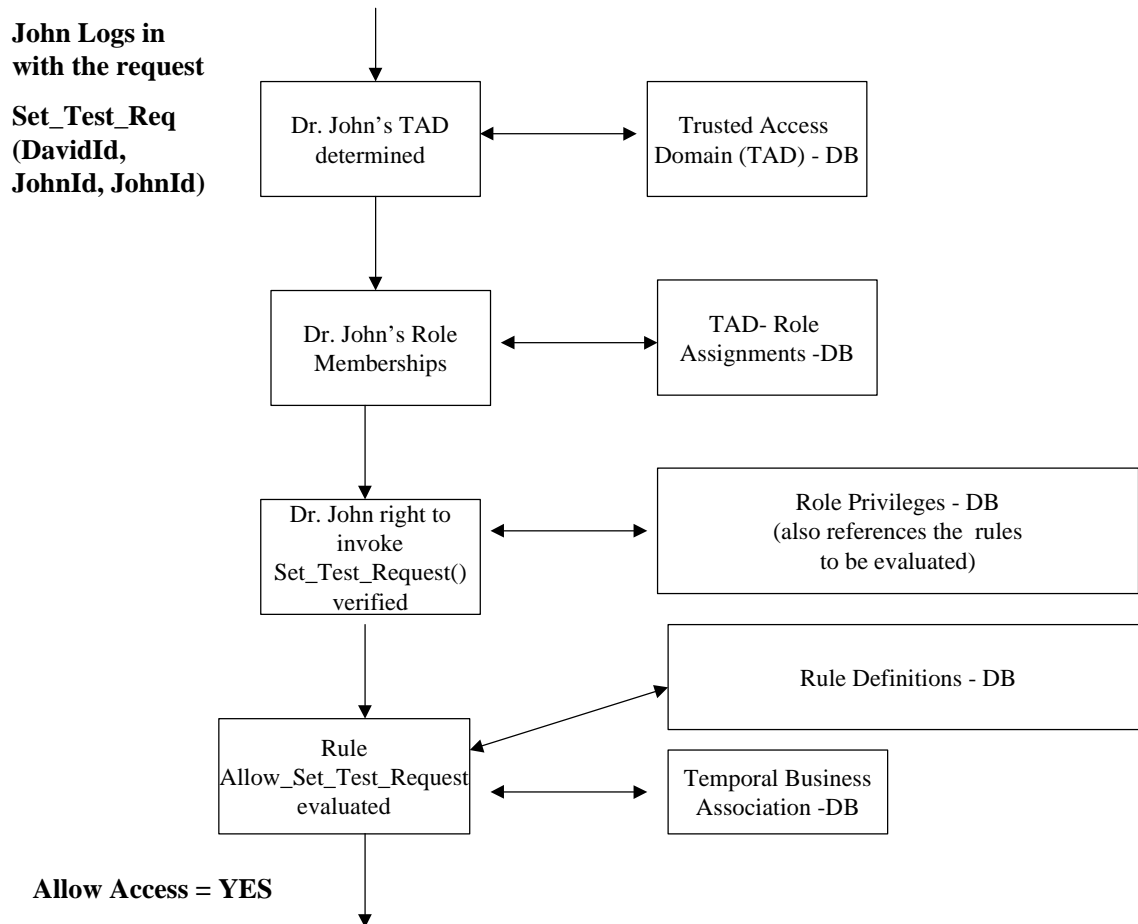 John Logs in
with the request
Set_Test_Req
(DavidId,
JohnId, JohnId)
Dr. John’s TAD
determined
Trusted Access
Domain (TAD) - DB
Dr. John’s Role
Memberships
TAD- Role
Assignments -DB
Dr. John right to
invoke
Set_Test_Request()
verified
Role Privileges - DB
(also references the rules
to be evaluated)
Rule Definitions - DB
Rule
Allow_Set_Test_Request
evaluated
Temporal Business
Association -DB
Allow Access = YES